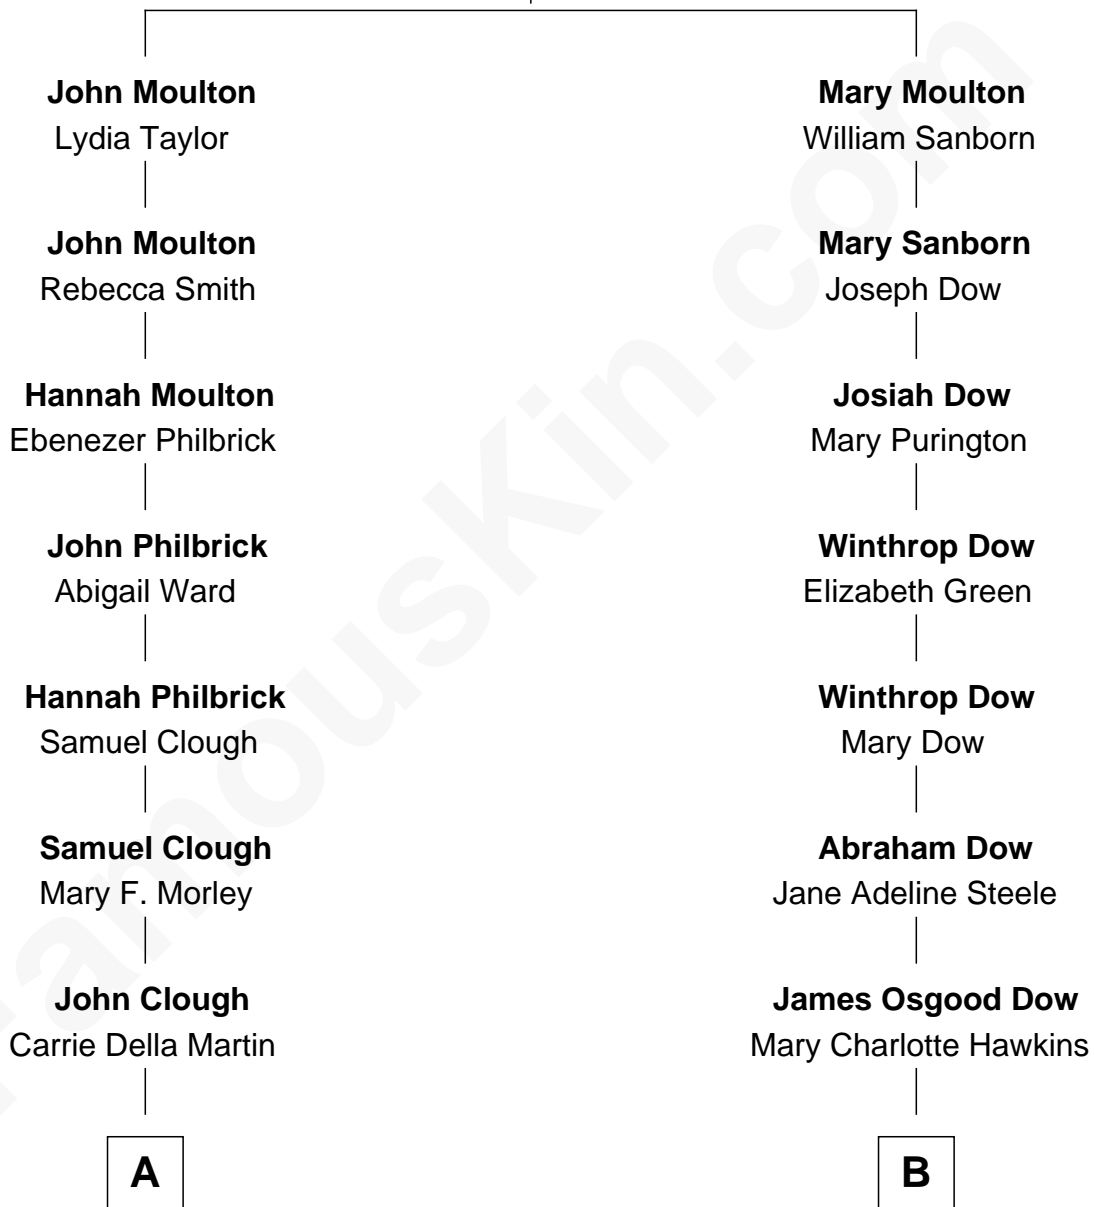 John Moulton
Lydia Taylor
John Moulton
Rebecca Smith
Hannah Moulton
Ebenezer Philbrick
John Philbrick
Abigail Ward
Hannah Philbrick
Samuel Clough
Samuel Clough
Mary F. Morley
John Clough
Carrie Della Martin
A
Mary Moulton
William Sanborn
Mary Sanborn
Joseph Dow
Josiah Dow
Mary Purington
Winthrop Dow
Elizabeth Green
Winthrop Dow
Mary Dow
Abraham Dow
Jane Adeline Steele
James Osgood Dow
Mary Charlotte Hawkins
B
FamousKin.com